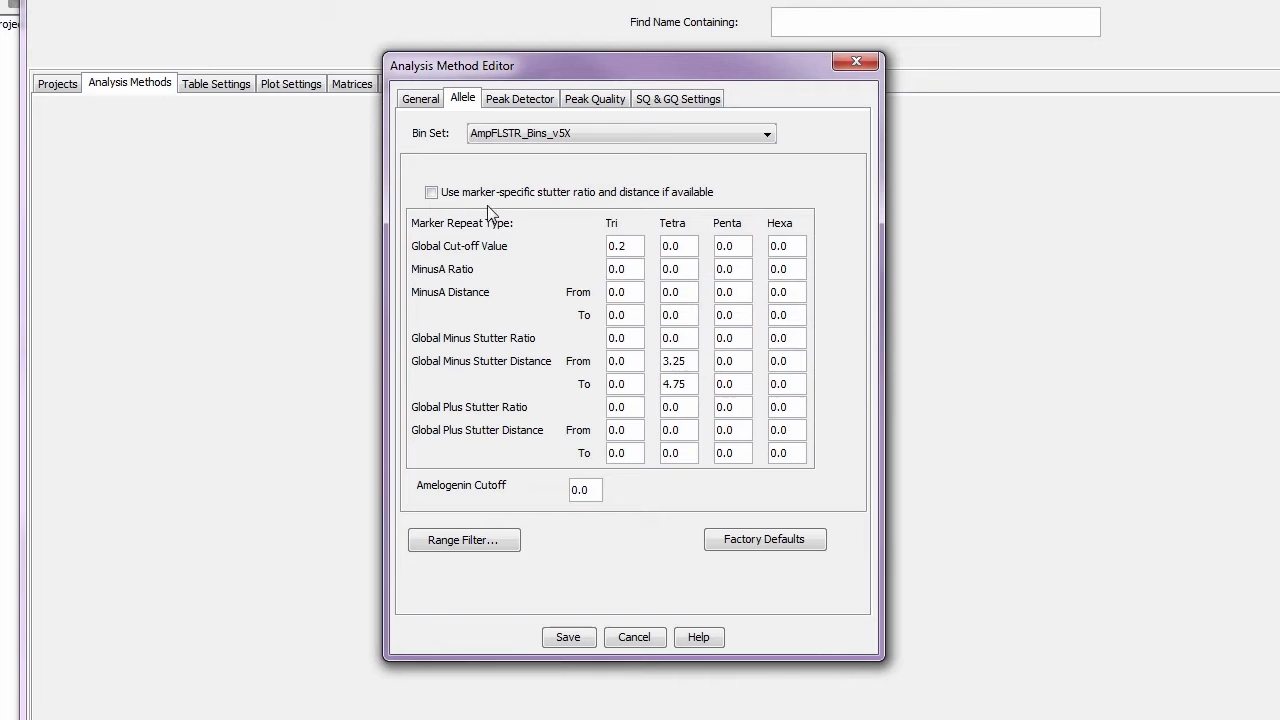 Find Name Containing:
roje
Analysis Method Editor
Projects Analysis Methods Table Settings Plot Settings Matrices
General Allele Peak Detector Peak Quality SQ & GQ Settings
Bin Set: AmpFLSTR_Bins_v5X
Use marker-specific stutter ratio and distance if available
Marker Repeat Type: Tri Tetra Penta Hexa
Global Cut-off Value 0.2 0.0 0.0 0.0
MinusA Ratio 0.0 0.0 0.0 0.0
MinusA Distance From 0.0 0.0 0.0 0.0
To 0.0 0.0 0.0 0.0
Global Minus Stutter Ratio 0.0 0.0 0.0 0.0
Global Minus Stutter Distance From 0.0 3.25 0.0 0.0
To 0.0 4.75 0.0 0.0
Global Plus Stutter Ratio 0.0 0.0 0.0 0.0
Global Plus Stutter Distance From 0.0 0.0 0.0 0.0
To 0.0 0.0 0.0 0.0
Amelogenin Cutoff 0.0
Range Filter... Factory Defaults
Save Cancel Help